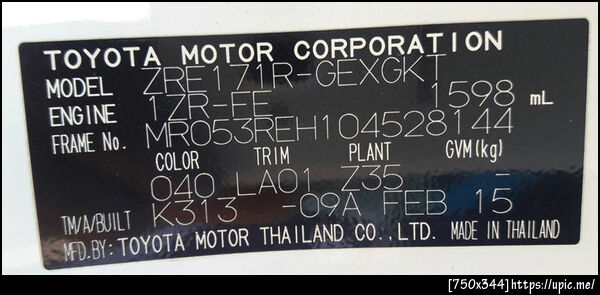 TOYOTA MOTOR CORPORATION
MODEL ZRE171R-GEXGKT
ENGINE 1ZR-FE 1598 mL
FRAME No. MR053REH104528144
COLOR TRIM PLANT GVM(kg)
040 LA01 Z35 -
TM/A/BUILT K313 -09A FEB 15
MFD.BY: TOYOTA MOTOR THAILAND CO.,LTD. MADE IN THAILAND
[750x344]https://upic.me/